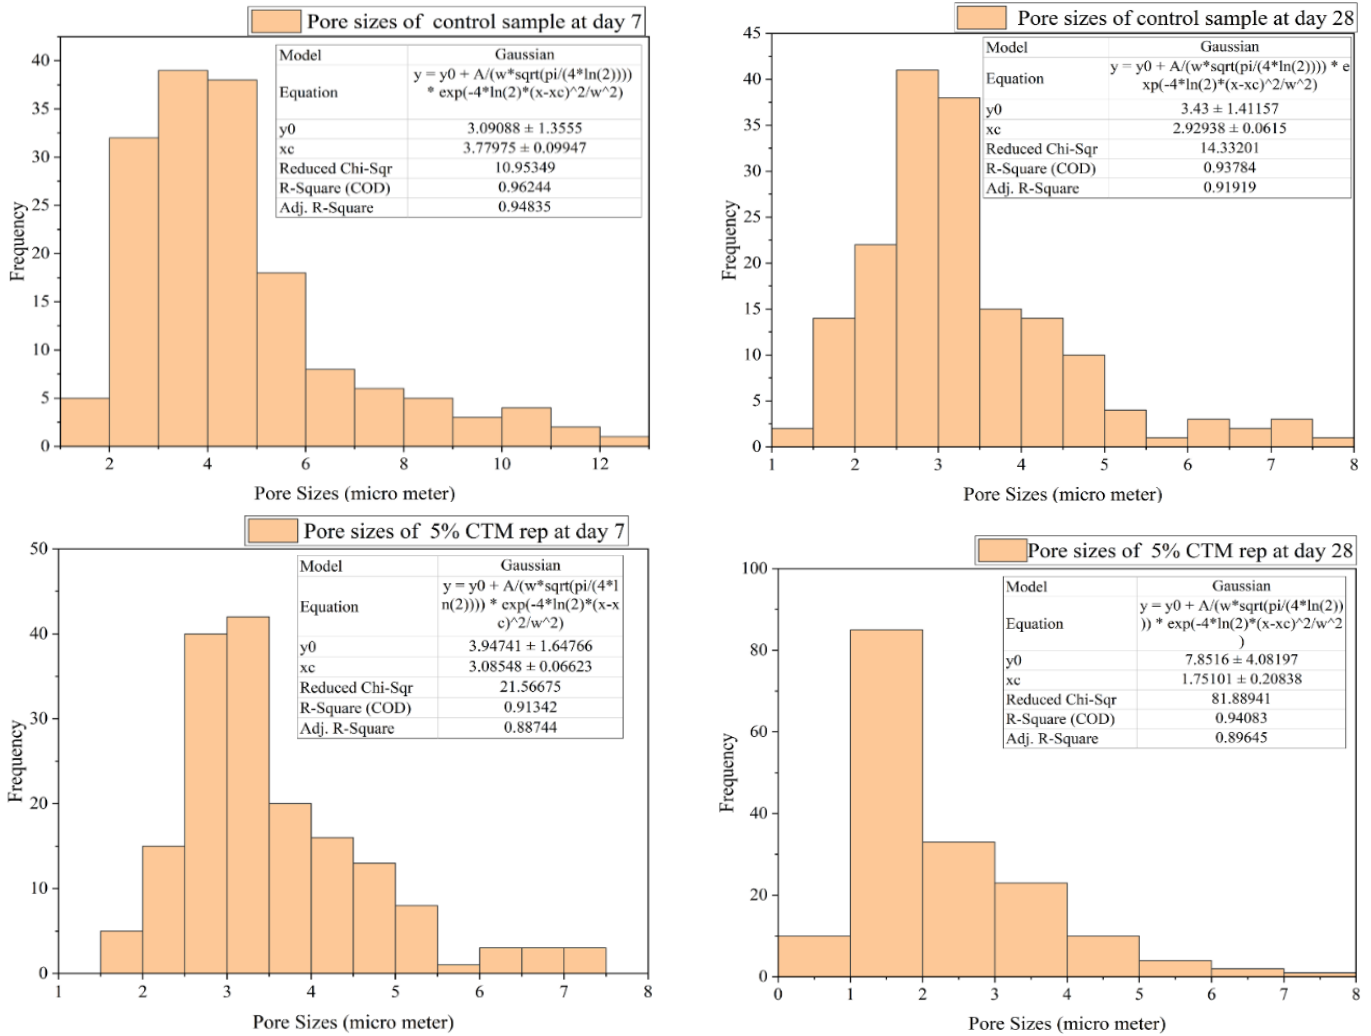 Pore sizes of  control sample at day 7
Model Gaussian
Equation y = y0 + A/(w*sqrt(pi/(4*ln(2))))
* exp(-4*ln(2)*(x-xc)^2/w^2)
y0 3.09088 ± 1.3555
xc 3.77975 ± 0.09947
Reduced Chi-Sqr 10.95349
R-Square (COD) 0.96244
Adj. R-Square 0.94835
Frequency
40
35
30
25
20
15
10
5
0
2 4 6 8 10 12
Pore Sizes (micro meter)
Pore sizes of control sample at day 28
Model Gaussian
Equation y = y0 + A/(w*sqrt(pi/(4*ln(2)))) * e
xp(-4*ln(2)*(x-xc)^2/w^2)
y0 3.43 ± 1.41157
xc 2.92938 ± 0.0615
Reduced Chi-Sqr 14.33201
R-Square (COD) 0.93784
Adj. R-Square 0.91919
Frequency
45
40
35
30
25
20
15
10
5
0
1 2 3 4 5 6 7 8
Pore Sizes (micro meter)
Pore sizes of  5% CTM rep at day 7
Model Gaussian
Equation y = y0 + A/(w*sqrt(pi/(4*l
n(2)))) * exp(-4*ln(2)*(x-x
c)^2/w^2)
y0 3.94741 ± 1.64766
xc 3.08548 ± 0.06623
Reduced Chi-Sqr 21.56675
R-Square (COD) 0.91342
Adj. R-Square 0.88744
Frequency
50
40
30
20
10
0
1 2 3 4 5 6 7 8
Pore Sizes (micro meter)
Pore sizes of  5% CTM rep at day 28
Model Gaussian
Equation y = y0 + A/(w*sqrt(pi/(4*ln(2))
)) * exp(-4*ln(2)*(x-xc)^2/w^2
)
y0 7.8516 ± 4.08197
xc 1.75101 ± 0.20838
Reduced Chi-Sqr 81.88941
R-Square (COD) 0.94083
Adj. R-Square 0.89645
Frequency
100
80
60
40
20
0
0 1 2 3 4 5 6 7 8
Pore Sizes (micro meter)